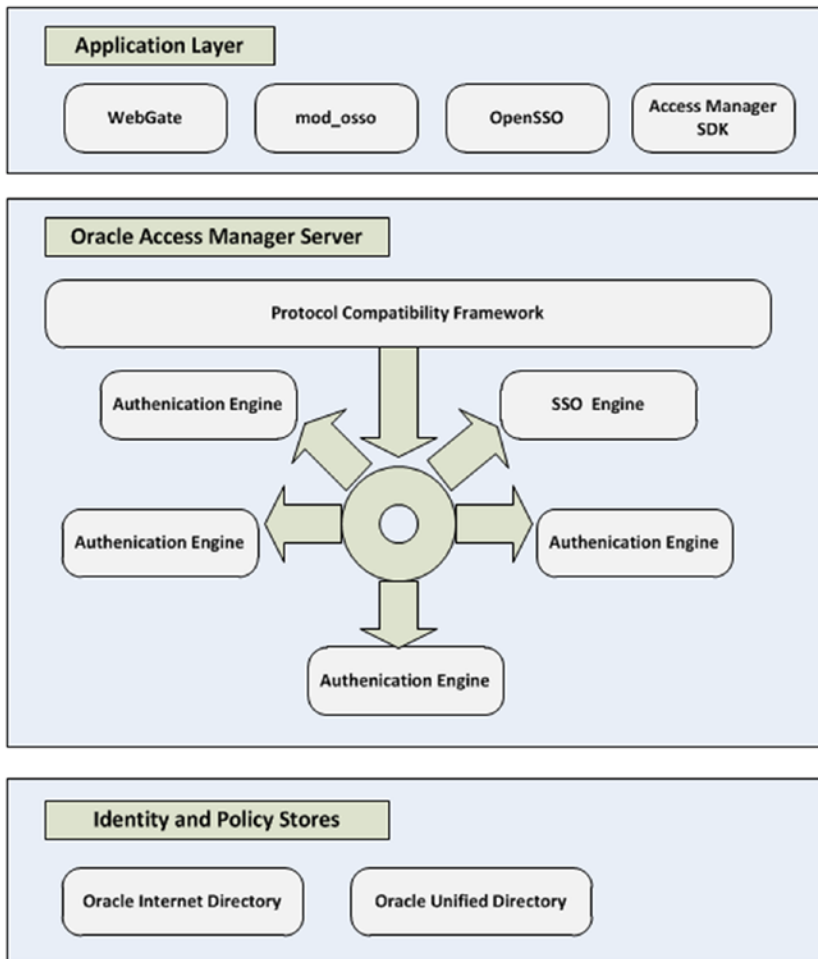 Application Layer
WebGate
mod_osso
OpenSSO
Access Manager
SDK
Oracle Access Manager Server
Protocol Compatibility Framework
Authenication Engine
SSO Engine
Authenication Engine
Authenication Engine
Authenication Engine
Identity and Policy Stores
Oracle Internet Directory
Oracle Unified Directory